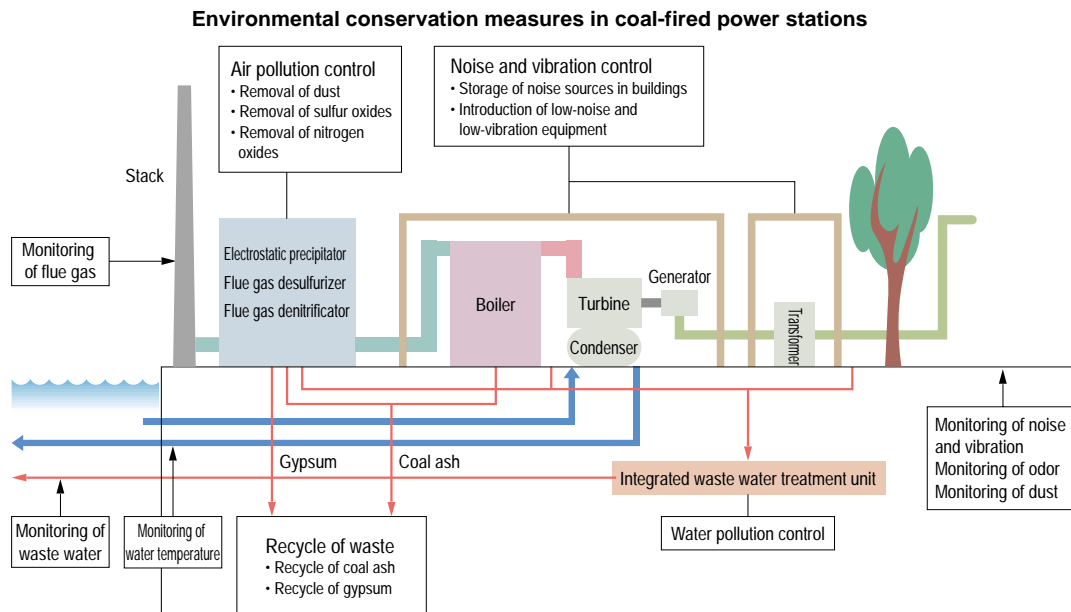 Environmental conservation measures in coal-fired power stations
Air pollution control
• Removal of dust
• Removal of sulfur oxides
• Removal of nitrogen
oxides
Noise and vibration control
• Storage of noise sources in buildings
• Introduction of low-noise and
low-vibration equipment
Stack
Monitoring
of flue gas
Electrostatic precipitator
Flue gas desulfurizer
Flue gas denitrificator
Boiler
Turbine
Generator
Condenser
Transformer
Monitoring of noise
and vibration
Monitoring of odor
Monitoring of dust
Gypsum
Coal ash
Integrated waste water treatment unit
Monitoring of
waste water
Monitoring of
water temperature
Recycle of waste
• Recycle of coal ash
• Recycle of gypsum
Water pollution control